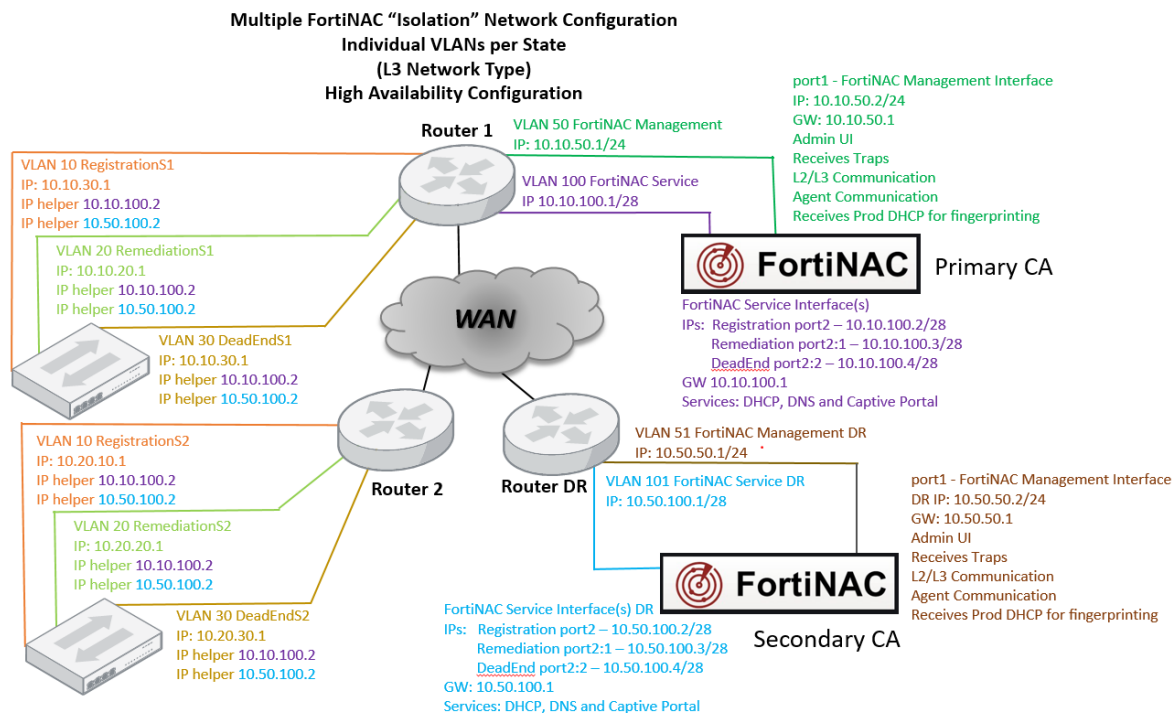 Multiple FortiNAC “Isolation” Network Configuration
Individual VLANs per State
(L3 Network Type)
High Availability Configuration
Router 1
VLAN 50 FortiNAC Management
IP: 10.10.50.1/24
VLAN 100 FortiNAC Service
IP 10.10.100.1/28
port1 - FortiNAC Management Interface
IP: 10.10.50.2/24
GW: 10.10.50.1
Admin UI
Receives Traps
L2/L3 Communication
Agent Communication
Receives Prod DHCP for fingerprinting
VLAN 10 RegistrationS1
IP: 10.10.30.1
IP helper 10.10.100.2
IP helper 10.50.100.2
VLAN 20 RemediationS1
IP: 10.10.20.1
IP helper 10.10.100.2
IP helper 10.50.100.2
VLAN 30 DeadEndS1
IP: 10.10.30.1
IP helper 10.10.100.2
IP helper 10.50.100.2
FortiNAC
Primary CA
FortiNAC Service Interface(s)
IPs: Registration port2 – 10.10.100.2/28
Remediation port2:1 – 10.10.100.3/28
DeadEnd port2:2 – 10.10.100.4/28
GW 10.10.100.1
Services: DHCP, DNS and Captive Portal
WAN
VLAN 10 RegistrationS2
IP: 10.20.10.1
IP helper 10.10.100.2
IP helper 10.50.100.2
VLAN 20 RemediationS2
IP: 10.20.20.1
IP helper 10.10.100.2
IP helper 10.50.100.2
VLAN 30 DeadEndS2
IP: 10.20.30.1
IP helper 10.10.100.2
IP helper 10.50.100.2
Router 2
Router DR
VLAN 51 FortiNAC Management DR
IP: 10.50.50.1/24
VLAN 101 FortiNAC Service DR
IP: 10.50.100.1/28
port1 - FortiNAC Management Interface
DR IP: 10.50.50.2/24
GW: 10.50.50.1
Admin UI
Receives Traps
L2/L3 Communication
Agent Communication
Receives Prod DHCP for fingerprinting
FortiNAC
Secondary CA
FortiNAC Service Interface(s) DR
IPs: Registration port2 – 10.50.100.2/28
Remediation port2:1 – 10.50.100.3/28
DeadEnd port2:2 – 10.50.100.4/28
GW: 10.50.100.1
Services: DHCP, DNS and Captive Portal